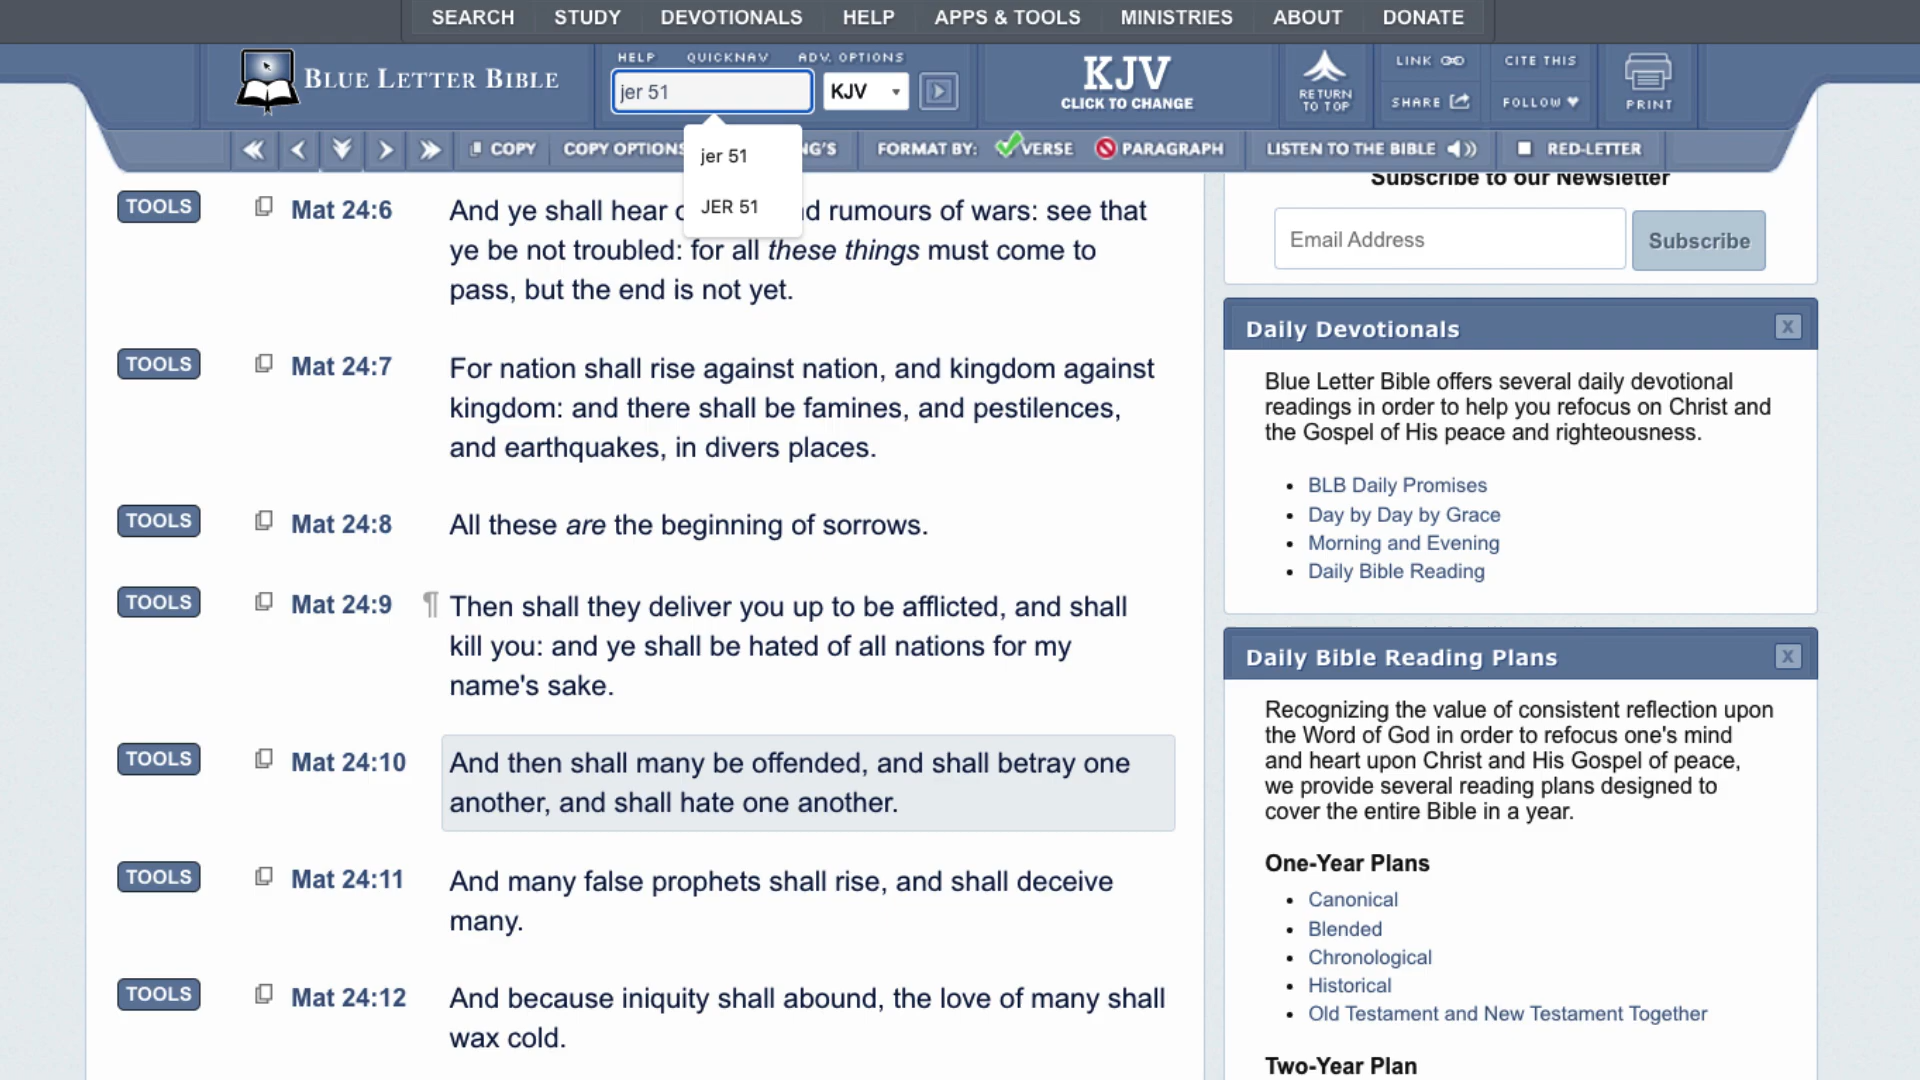 SEARCH STUDY DEVOTIONALS HELP APPS & TOOLS MINISTRIES ABOUT DONATE
BLUE LETTER BIBLE
HELP QUICKNAV ADV. OPTIONS
jer 51
KJV
KJV
CLICK TO CHANGE
RETURN
TO TOP
LINK
SHARE
CITE THIS
FOLLOW
PRINT
COPY COPY OPTIONS NG'S FORMAT BY: VERSE PARAGRAPH LISTEN TO THE BIBLE RED-LETTER
jer 51
JER 51
TOOLS Mat 24:6 And ye shall hear d rumours of wars: see that
ye be not troubled: for all these things must come to
pass, but the end is not yet.
TOOLS Mat 24:7 For nation shall rise against nation, and kingdom against
kingdom: and there shall be famines, and pestilences,
and earthquakes, in divers places.
TOOLS Mat 24:8 All these are the beginning of sorrows.
TOOLS Mat 24:9 ¶ Then shall they deliver you up to be afflicted, and shall
kill you: and ye shall be hated of all nations for my
name's sake.
TOOLS Mat 24:10 And then shall many be offended, and shall betray one
another, and shall hate one another.
TOOLS Mat 24:11 And many false prophets shall rise, and shall deceive
many.
TOOLS Mat 24:12 And because iniquity shall abound, the love of many shall
wax cold.
Subscribe to our Newsletter
Email Address Subscribe
Daily Devotionals X
Blue Letter Bible offers several daily devotional
readings in order to help you refocus on Christ and
the Gospel of His peace and righteousness.
• BLB Daily Promises
• Day by Day by Grace
• Morning and Evening
• Daily Bible Reading
Daily Bible Reading Plans X
Recognizing the value of consistent reflection upon
the Word of God in order to refocus one's mind
and heart upon Christ and His Gospel of peace,
we provide several reading plans designed to
cover the entire Bible in a year.
One-Year Plans
• Canonical
• Blended
• Chronological
• Historical
• Old Testament and New Testament Together
Two-Year Plan